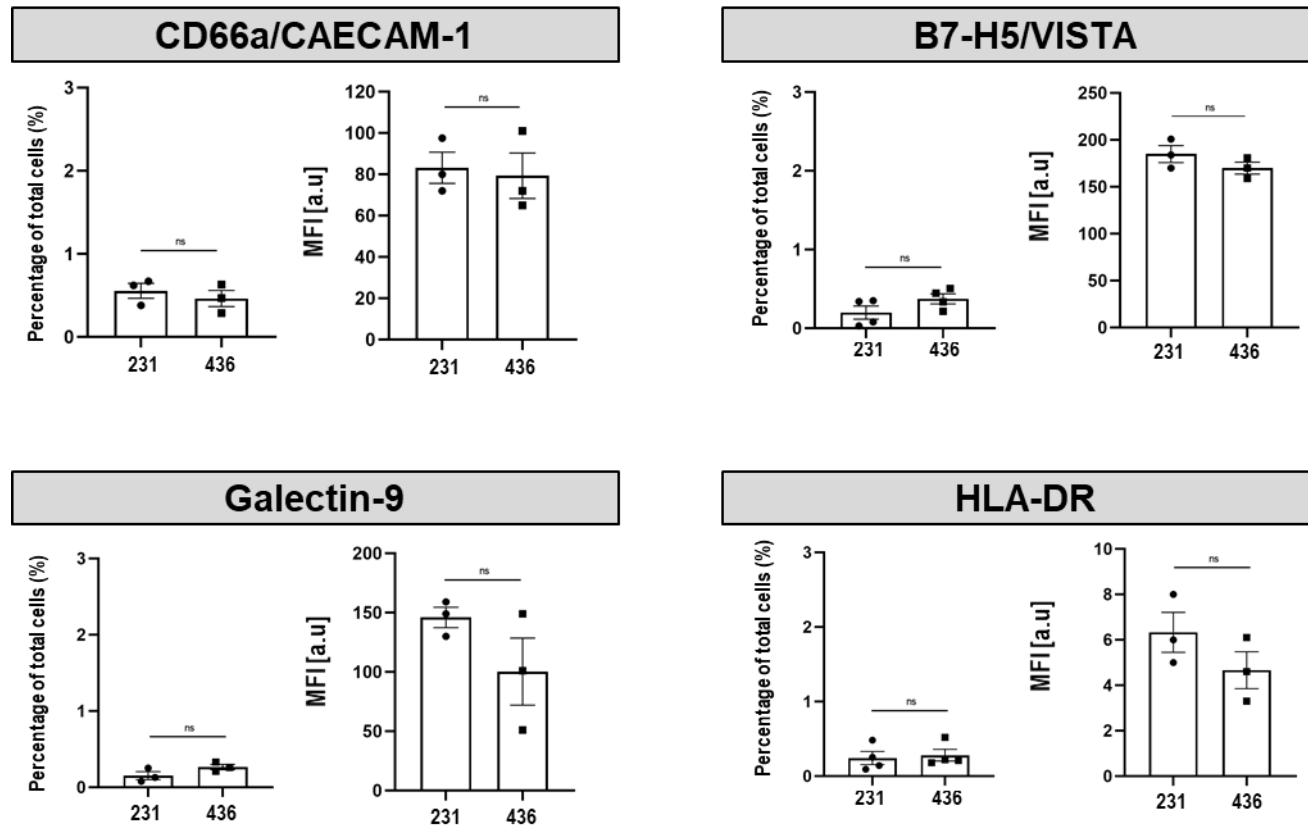 CD66a/CAECAM-1
Percentage of total cells (%)
3
2
1
0
ns
231 436
MFI [a.u]
120
100
80
60
40
20
0
ns
231 436
B7-H5/VISTA
Percentage of total cells (%)
3
2
1
0
ns
231 436
MFI [a.u]
250
200
150
100
50
0
ns
231 436
Galectin-9
Percentage of total cells (%)
3
2
1
0
ns
231 436
MFI [a.u]
200
150
100
50
0
ns
231 436
HLA-DR
Percentage of total cells (%)
3
2
1
0
ns
231 436
MFI [a.u]
10
8
6
4
2
0
ns
231 436